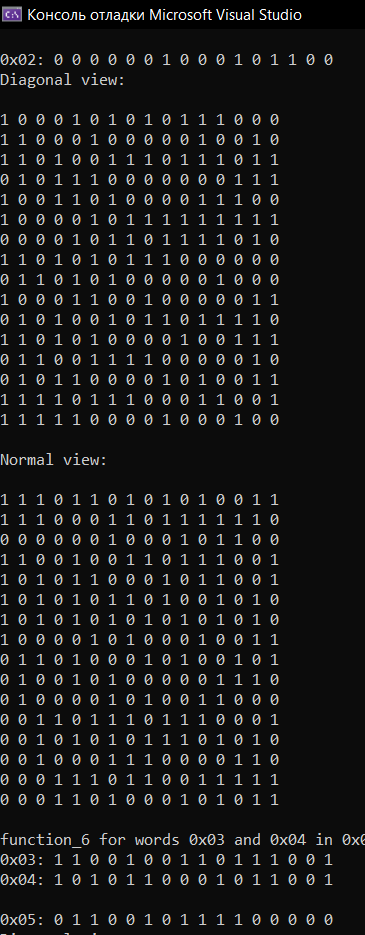 Консоль отладки Microsoft Visual Studio
0x02: 0 0 0 0 0 0 1 0 0 0 1 0 1 1 0 0
Diagonal view:
1 0 0 0 1 0 1 0 1 0 1 1 1 0 0 0
1 1 0 0 0 1 0 0 0 0 0 1 0 0 1 0
1 1 0 1 0 0 1 1 1 0 1 1 1 0 1 1
0 1 0 1 1 1 0 0 0 0 0 0 0 1 1 1
1 0 0 1 1 0 1 0 0 0 0 1 1 1 0 0
1 0 0 0 0 1 0 1 1 1 1 1 1 1 1 1
0 0 0 0 1 0 1 1 0 1 1 1 1 0 1 0
1 1 0 1 0 1 0 1 1 1 0 0 0 0 0 0
0 1 1 0 1 0 1 0 0 0 0 0 1 0 0 0
1 0 0 0 1 1 0 0 1 0 0 0 0 0 1 1
0 1 0 1 0 0 1 0 1 1 0 1 1 1 1 0
1 1 0 1 0 1 0 0 0 0 1 0 0 1 1 1
0 1 1 0 0 1 1 1 1 0 0 0 0 0 1 0
0 1 0 1 1 0 0 0 0 1 0 1 0 0 1 1
1 1 1 1 0 1 1 1 0 0 0 1 1 0 0 1
1 1 1 1 1 0 0 0 0 1 0 0 0 1 0 0
Normal view:
1 1 1 0 1 1 0 1 0 1 0 1 0 0 1 1
1 1 1 0 0 0 1 1 0 1 1 1 1 1 1 0
0 0 0 0 0 0 1 0 0 0 1 0 1 1 0 0
1 1 0 0 1 0 0 1 1 0 1 1 1 0 0 1
1 0 1 0 1 1 0 0 0 1 0 1 1 0 0 1
1 0 1 0 1 0 1 1 0 1 0 0 1 0 1 0
1 0 1 0 0 1 0 1 0 1 0 1 0 1 0 1
1 0 0 0 0 1 0 1 0 0 0 1 0 0 1 1
0 1 1 0 1 0 0 0 1 0 1 0 0 1 0 1
0 1 0 0 1 0 1 0 0 0 0 0 1 1 1 0
0 1 0 0 0 0 1 0 1 0 0 1 1 0 0 0
0 0 1 1 0 1 1 1 0 1 1 1 0 0 0 1
0 0 1 0 1 0 1 0 1 1 1 0 1 0 1 0
0 0 1 0 0 0 1 1 1 0 0 0 0 1 1 0
0 0 0 1 1 1 0 1 1 0 0 1 1 1 1 1
0 0 0 1 1 0 1 0 0 0 1 0 1 0 1 1
function_6 for words 0x03 and 0x04 in
0x03: 1 1 0 0 1 0 0 1 1 0 1 1 1 0 0 1
0x04: 1 0 1 0 1 1 0 0 0 1 0 1 1 0 0 1
0x05: 0 1 1 0 0 1 0 1 1 1 1 0 0 0 0 0